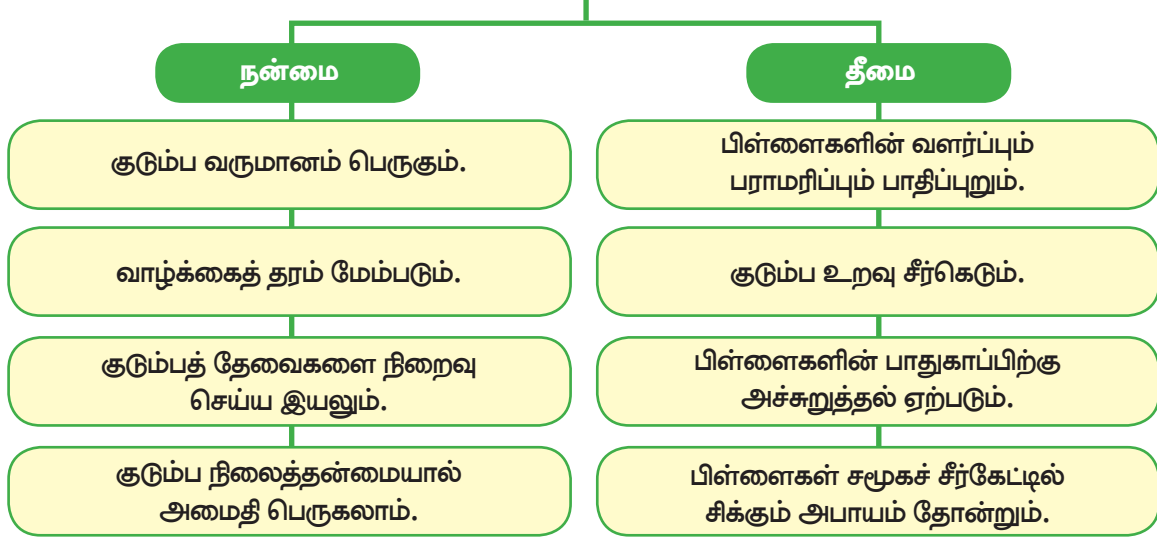 நன்மை
குடும்ப வருமானம் பெருகும்.
வாழ்க்கைத் தரம் மேம்படும்.
குடும்பத் தேவைகளை நிறைவு
செய்ய இயலும்.
குடும்ப நிலைத்தன்மையால்
அமைதி பெருகலாம்.
தீமை
பிள்ளைகளின் வளர்ப்பும்
பராமரிப்பும் பாதிப்புறும்.
குடும்ப உறவு சீர்கெடும்.
பிள்ளைகளின் பாதுகாப்பிற்கு
அச்சுறுத்தல் ஏற்படும்.
பிள்ளைகள் சமூகச் சீர்கேட்டில்
சிக்கும் அபாயம் தோன்றும்.